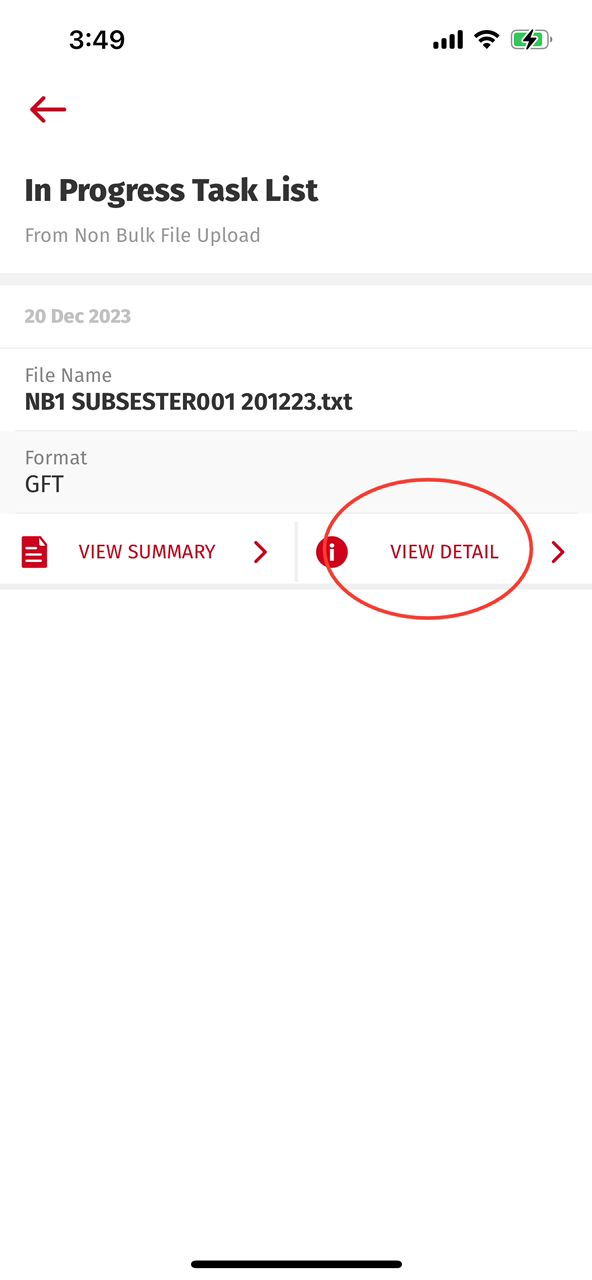 3:49
In Progress Task List
From Non Bulk File Upload
20 Dec 2023
File Name
NB1 SUBSESTER001 201223.txt
Format
GFT
VIEW SUMMARY
VIEW DETAIL